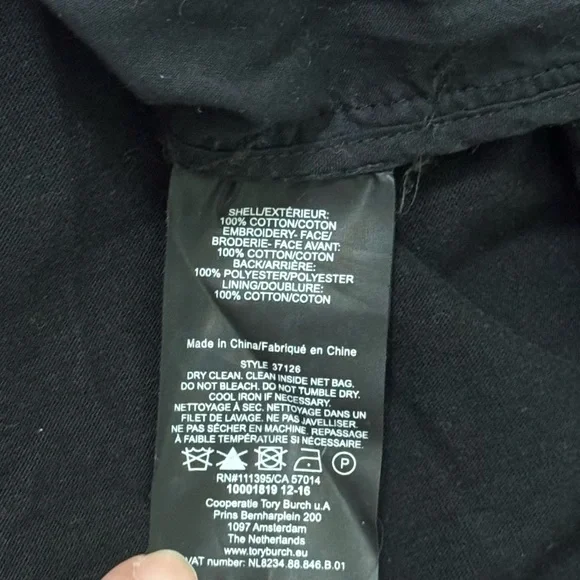 SHELL/EXTÉRIEUR:
100% COTTON/COTON
EMBROIDERY- FACE/
BRODERIE- FACE AVANT:
100% COTTON/COTON
BACK/ARRIÈRE:
100% POLYESTER/POLYESTER
LINING/DOUBLURE:
100% COTTON/COTON
Made in China/Fabriqué en Chine
STYLE 37126
DRY CLEAN. CLEAN INSIDE NET BAG.
DO NOT BLEACH. DO NOT TUMBLE DRY.
COOL IRON IF NECESSARY.
NETTOYAGE À SEC. NETTOYAGE DANS UN
FILET DE LAVAGE. NE PAS JAVELLISER.
NE PAS SÉCHER EN MACHINE. REPASSAGE
À FAIBLE TEMPÉRATURE SI NÉCESSAIRE.
P
RN#111395/CA 57014
10001819 12-16
Cooperatie Tory Burch u.A
Prins Bernharplein 200
1097 Amsterdam
The Netherlands
www.toryburch.com
VAT number: NL8234.88.846.B.01